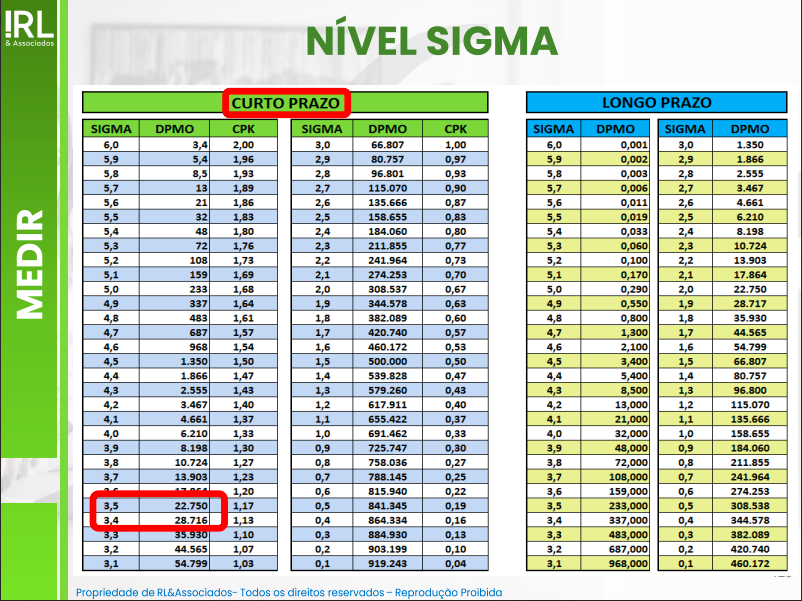 !RL
& Associados
NÍVEL SIGMA
MEDIR
CURTO PRAZO
SIGMA DPMO CPK SIGMA DPMO CPK
6,0 3,4 2,00 3,0 66.807 1,00
5,9 5,4 1,96 2,9 80.757 0,97
5,8 8,5 1,93 2,8 96.801 0,93
5,7 13 1,89 2,7 115.070 0,90
5,6 21 1,86 2,6 135.666 0,87
5,5 32 1,83 2,5 158.655 0,83
5,4 48 1,80 2,4 184.060 0,80
5,3 72 1,76 2,3 211.855 0,77
5,2 108 1,73 2,2 241.964 0,73
5,1 159 1,69 2,1 274.253 0,70
5,0 233 1,68 2,0 308.537 0,67
4,9 337 1,64 1,9 344.578 0,63
4,8 483 1,61 1,8 382.089 0,60
4,7 687 1,57 1,7 420.740 0,57
4,6 968 1,54 1,6 460.172 0,53
4,5 1.350 1,50 1,5 500.000 0,50
4,4 1.866 1,47 1,4 539.828 0,47
4,3 2.555 1,43 1,3 579.260 0,43
4,2 3.467 1,40 1,2 617.911 0,40
4,1 4.661 1,37 1,1 655.422 0,37
4,0 6.210 1,33 1,0 691.462 0,33
3,9 8.198 1,30 0,9 725.747 0,30
3,8 10.724 1,27 0,8 758.036 0,27
3,7 13.903 1,23 0,7 788.145 0,25
1,20 0,6 815.940 0,22
3,5 22.750 1,17 0,5 841.345 0,19
3,4 28.716 1,13 0,4 864.334 0,16
3,3 35.930 1,10 0,3 884.930 0,13
3,2 44.565 1,07 0,2 903.199 0,10
3,1 54.799 1,03 0,1 919.243 0,04
LONGO PRAZO
SIGMA DPMO SIGMA DPMO
6,0 0,001 3,0 1.350
5,9 0,002 2,9 1.866
5,8 0,003 2,8 2.555
5,7 0,006 2,7 3.467
5,6 0,011 2,6 4.661
5,5 0,019 2,5 6.210
5,4 0,033 2,4 8.198
5,3 0,060 2,3 10.724
5,2 0,100 2,2 13.903
5,1 0,170 2,1 17.864
5,0 0,290 2,0 22.750
4,9 0,550 1,9 28.717
4,8 0,800 1,8 35.930
4,7 1,300 1,7 44.565
4,6 2,100 1,6 54.799
4,5 3,400 1,5 66.807
4,4 5,400 1,4 80.757
4,3 8,500 1,3 96.800
4,2 13,000 1,2 115.070
4,1 21,000 1,1 135.666
4,0 32,000 1,0 158.655
3,9 48,000 0,9 184.060
3,8 72,000 0,8 211.855
3,7 108,000 0,7 241.964
3,6 159,000 0,6 274.253
3,5 233,000 0,5 308.538
3,4 337,000 0,4 344.578
3,3 483,000 0,3 382.089
3,2 687,000 0,2 420.740
3,1 968,000 0,1 460.172
Propriedade de RL&Associados- Todos os direitos reservados – Reprodução Proibida